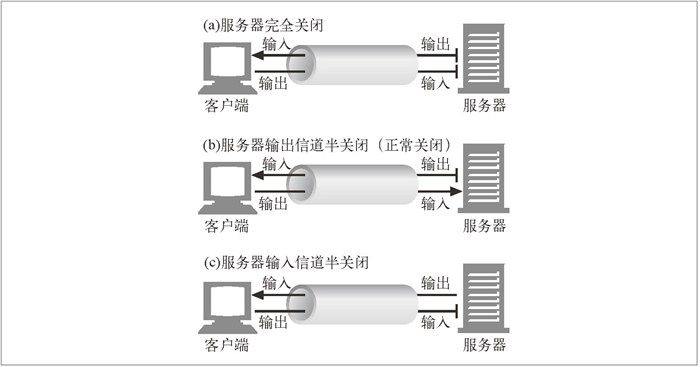 (a)服务器完全关闭
输入
输出
输出
输入
客户端
服务器
(b)服务器输出信道半关闭（正常关闭）
输入
输出
输出
输入
客户端
服务器
(c)服务器输入信道半关闭
输入
输出
输出
输入
客户端
服务器